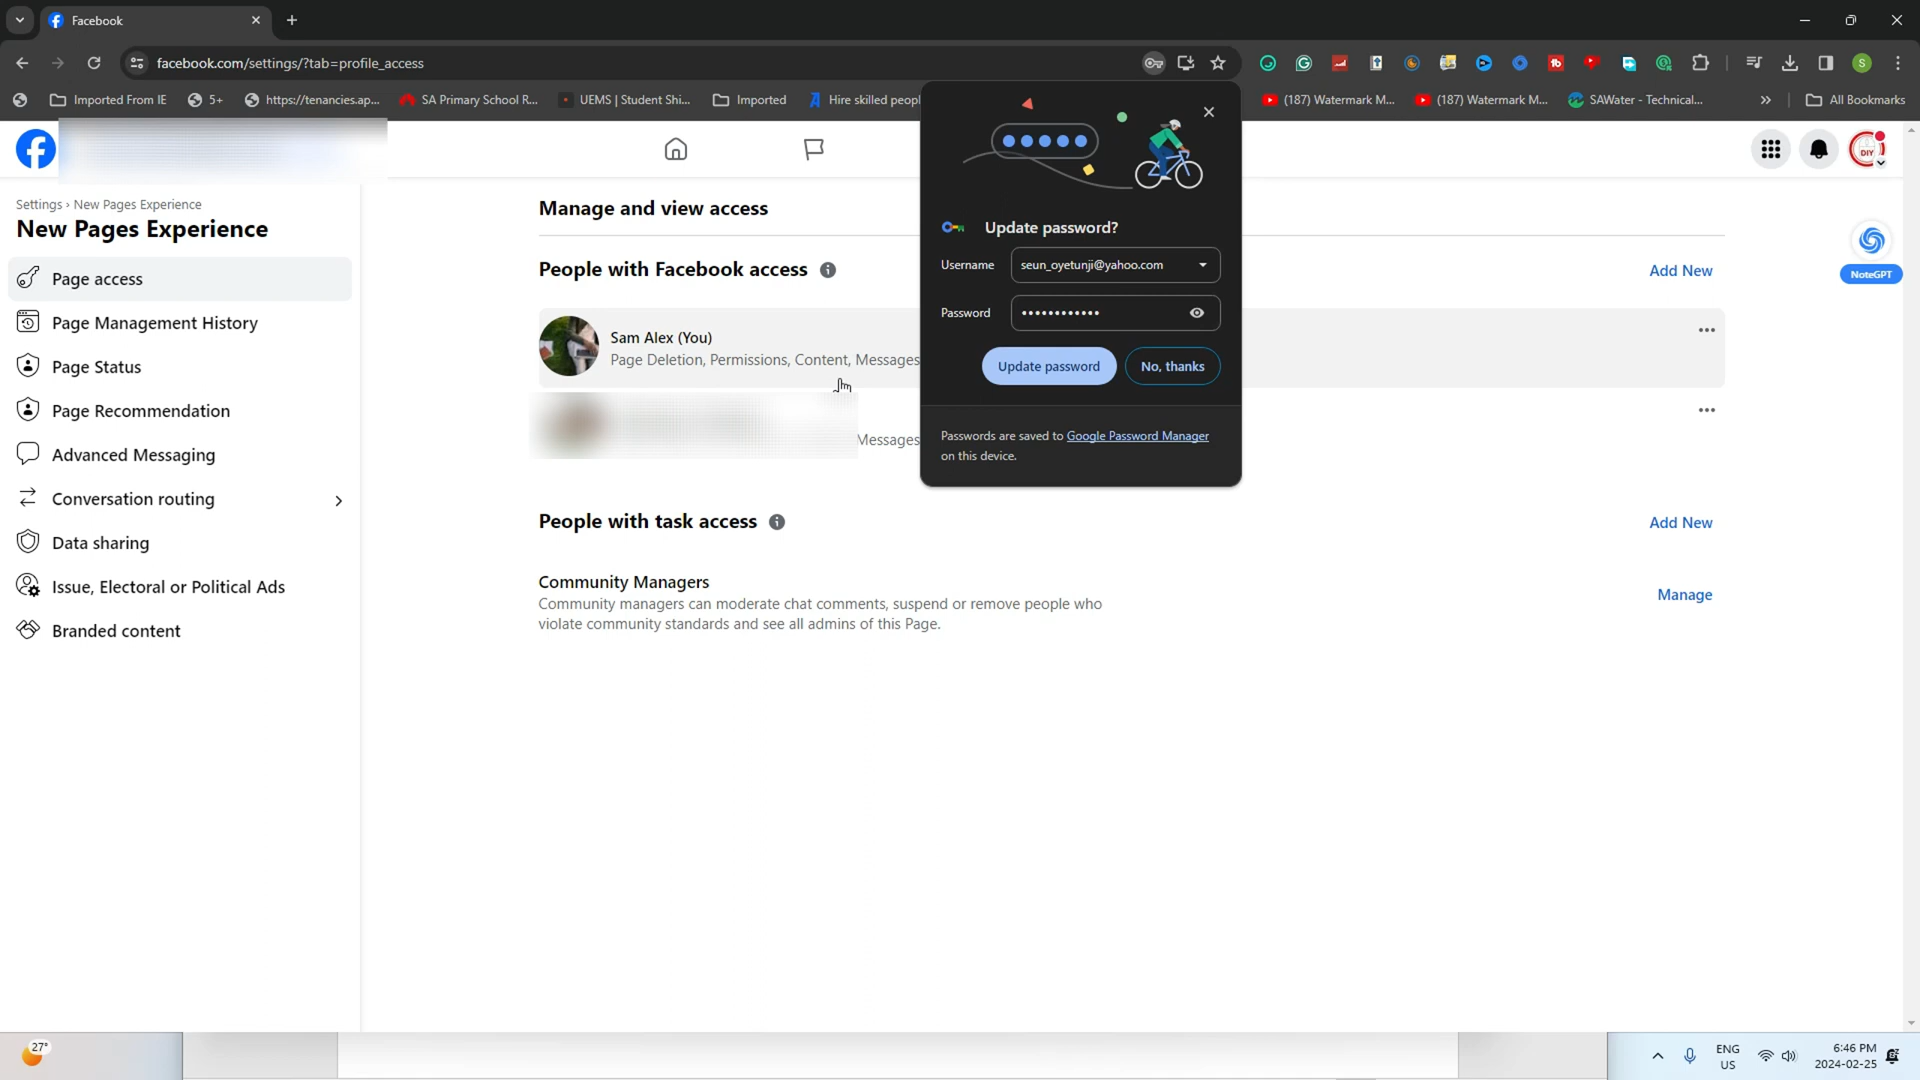 Facebook
facebook.com/settings/?tab=profile_access
Imported From IE
5+
https://tenancies.ap...
SA Primary School R...
UEMS | Student Shi...
Imported
Hire skilled peopl
(187) Watermark M...
(187) Watermark M...
SAWater - Technical...
All Bookmarks
Settings › New Pages Experience
New Pages Experience
Page access
Page Management History
Page Status
Page Recommendation
Advanced Messaging
Conversation routing
Data sharing
Issue, Electoral or Political Ads
Branded content
Manage and view access
People with Facebook access
Add New
Sam Alex (You)
Page Deletion, Permissions, Content, Messages
Messages
People with task access
Add New
Community Managers
Community managers can moderate chat comments, suspend or remove people who
violate community standards and see all admins of this Page.
Manage
Update password?
Username
seun_oyetunji@yahoo.com
Password
Update password
No, thanks
Passwords are saved to Google Password Manager
on this device.
DIY
NoteGPT
S
27°
ENG
US
6:46 PM
2024-02-25